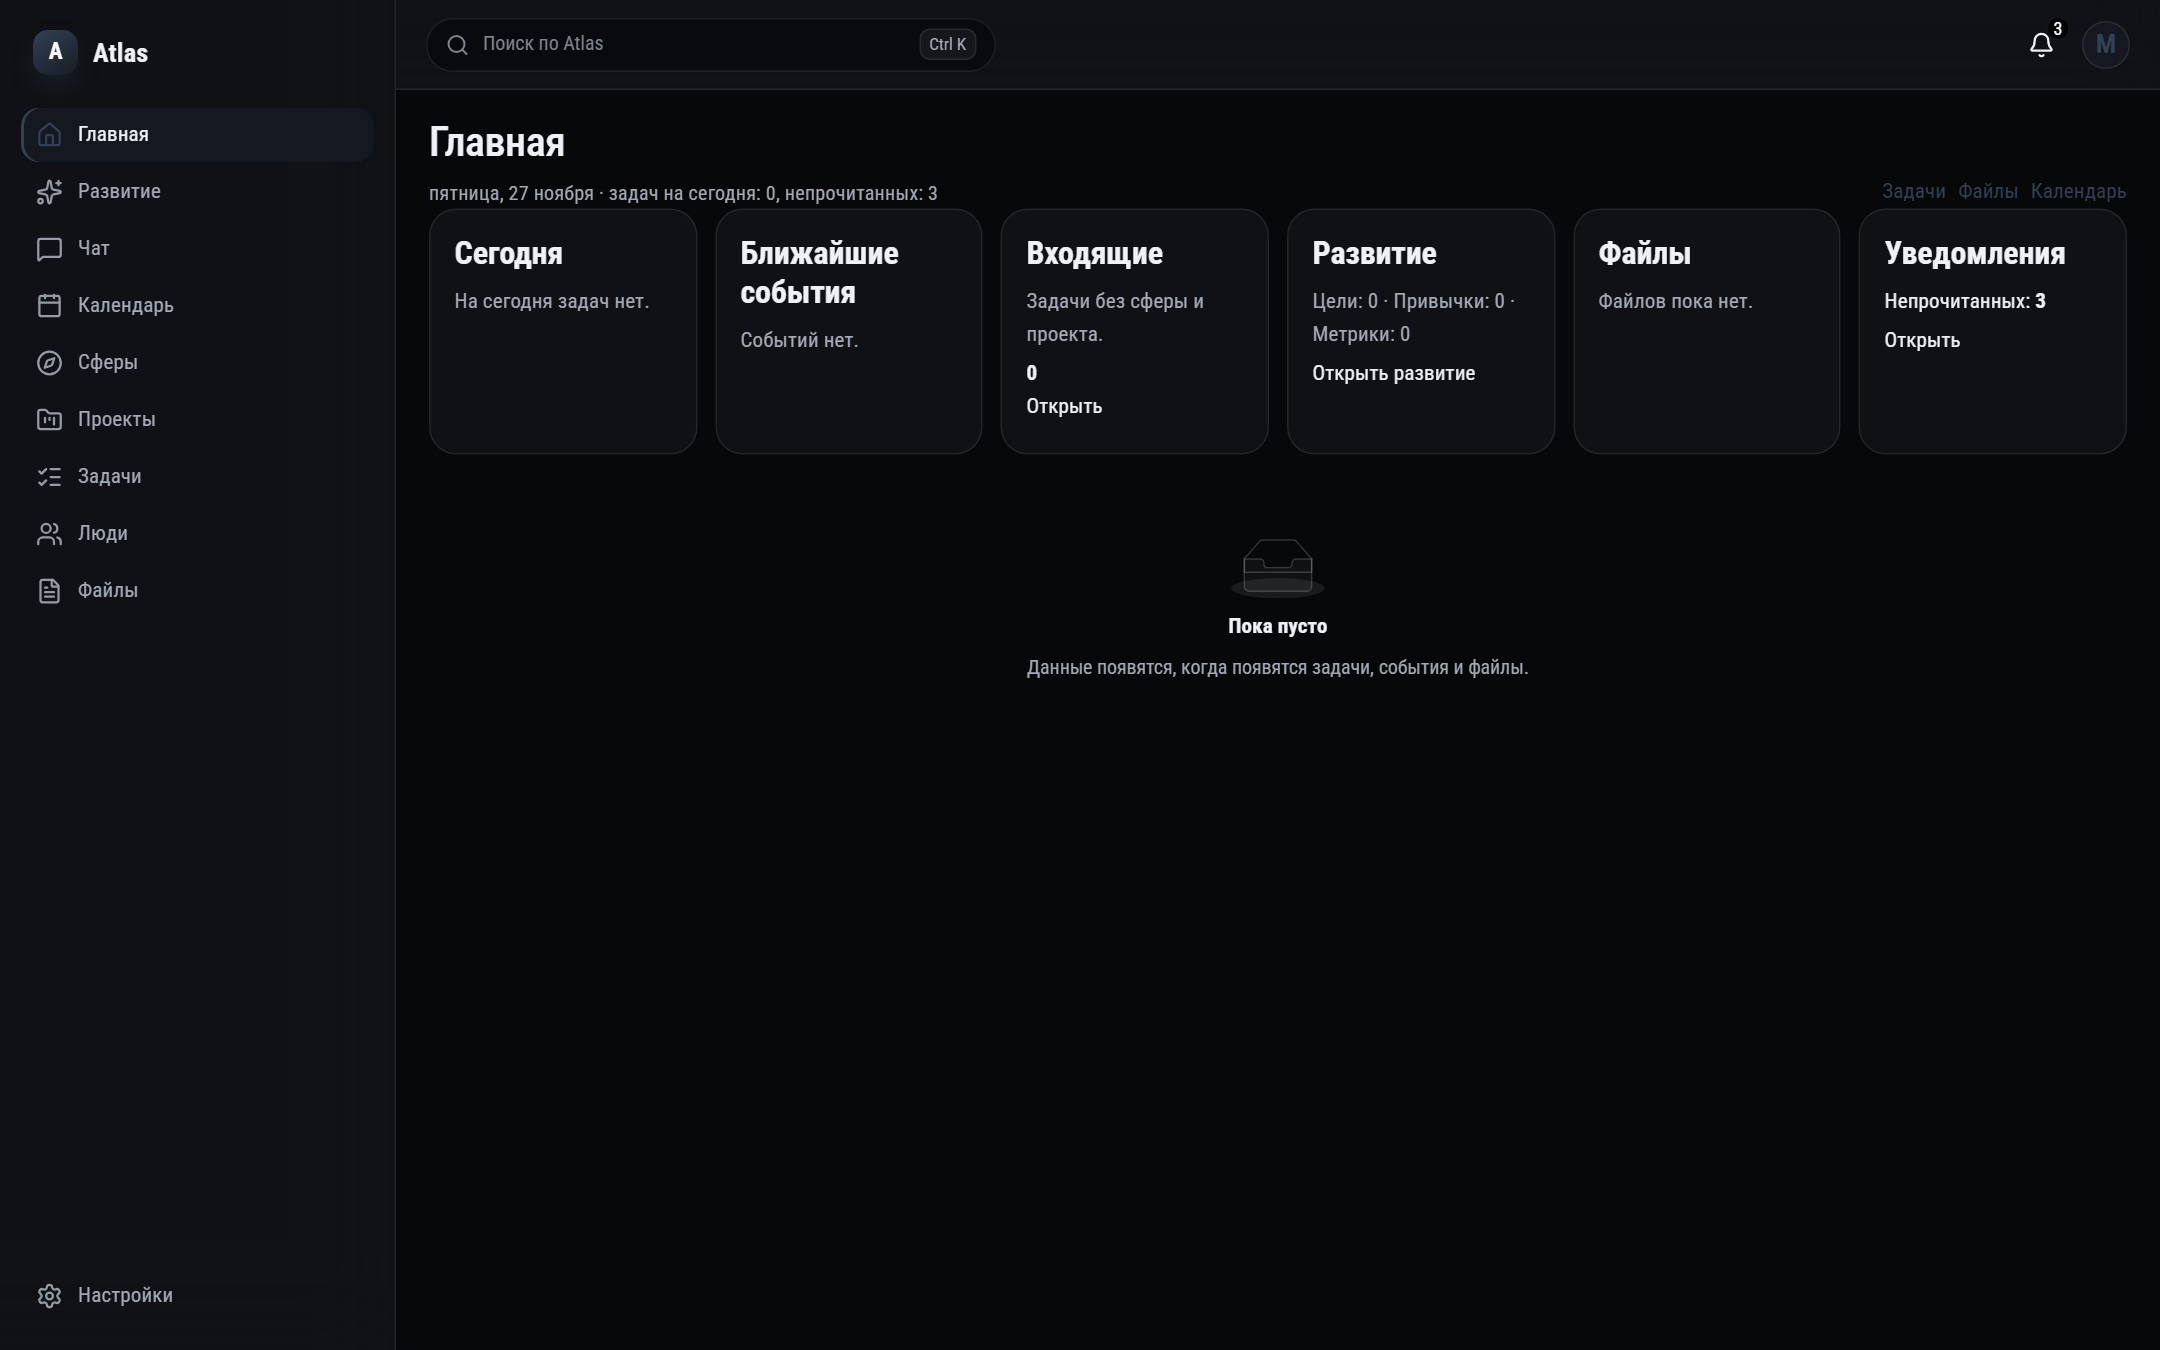 A Atlas
Поиск по Atlas
Ctrl K
3
M
Главная
Развитие
Чат
Календарь
Сферы
Проекты
Задачи
Люди
Файлы
Настройки
Главная
пятница, 27 ноября · задач на сегодня: 0, непрочитанных: 3
Задачи Файлы Календарь
Сегодня
На сегодня задач нет.
Ближайшие
события
Событий нет.
Входящие
Задачи без сферы и
проекта.
0
Открыть
Развитие
Цели: 0 · Привычки: 0 ·
Метрики: 0
Открыть развитие
Файлы
Файлов пока нет.
Уведомления
Непрочитанных: 3
Открыть
Пока пусто
Данные появятся, когда появятся задачи, события и файлы.